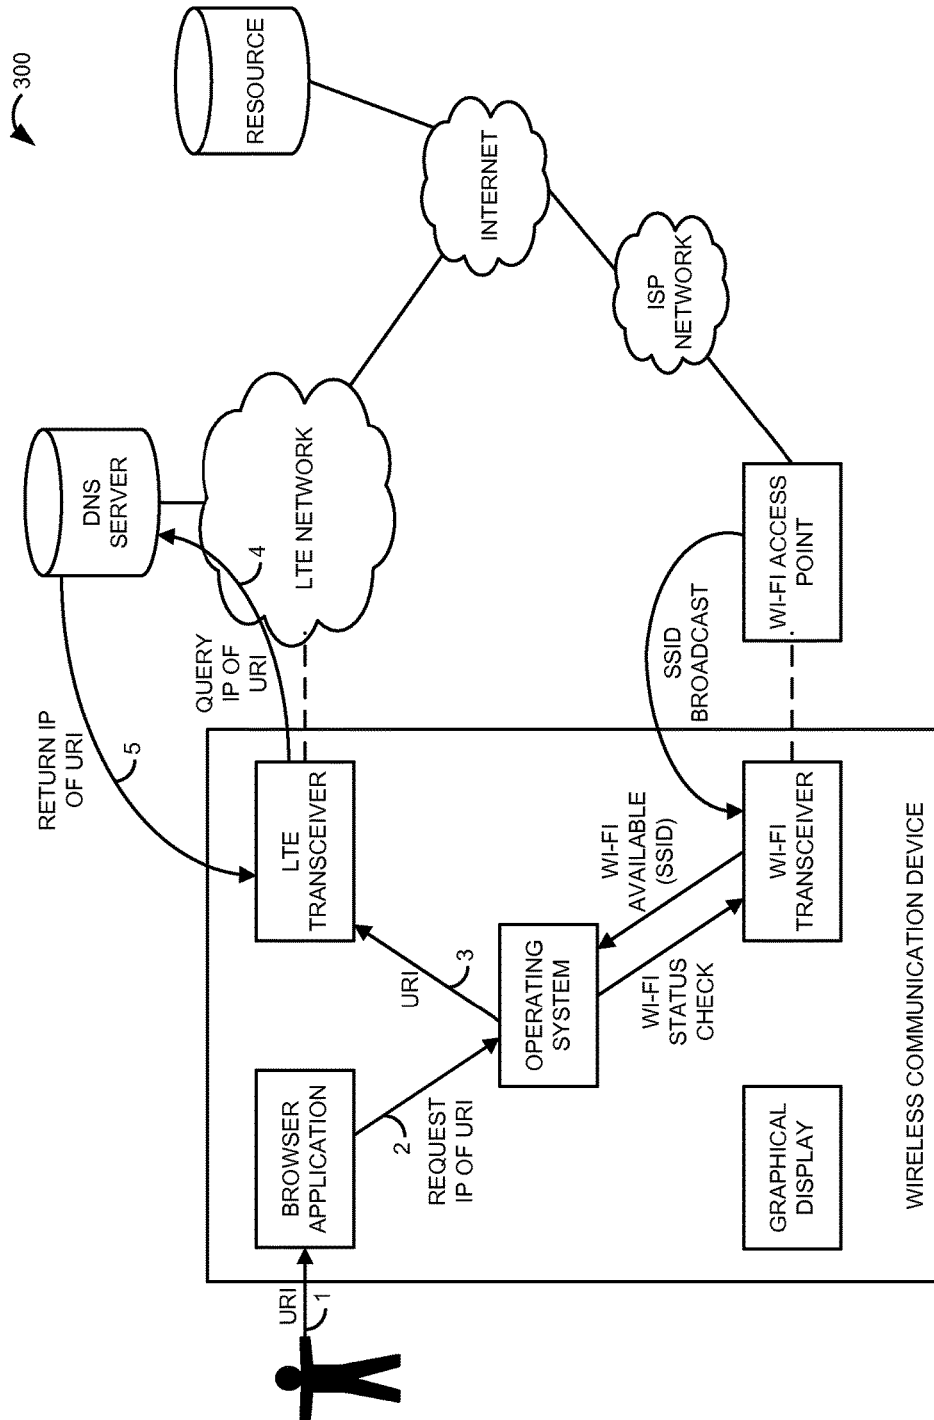 300
RESOURCE
INTERNET
ISP
NETWORK
DNS
SERVER
LTE NETWORK
WI-FI ACCESS
POINT
4
QUERY
IP OF
URI
SSID
BROADCAST
RETURN IP
OF URI
5
LTE
TRANSCEIVER
WI-FI
AVAILABLE
(SSID)
WI-FI
TRANSCEIVER
URI
3
OPERATING
SYSTEM
WI-FI
STATUS
CHECK
BROWSER
APPLICATION
2
REQUEST
IP OF URI
GRAPHICAL
DISPLAY
URI
1
WIRELESS COMMUNICATION DEVICE